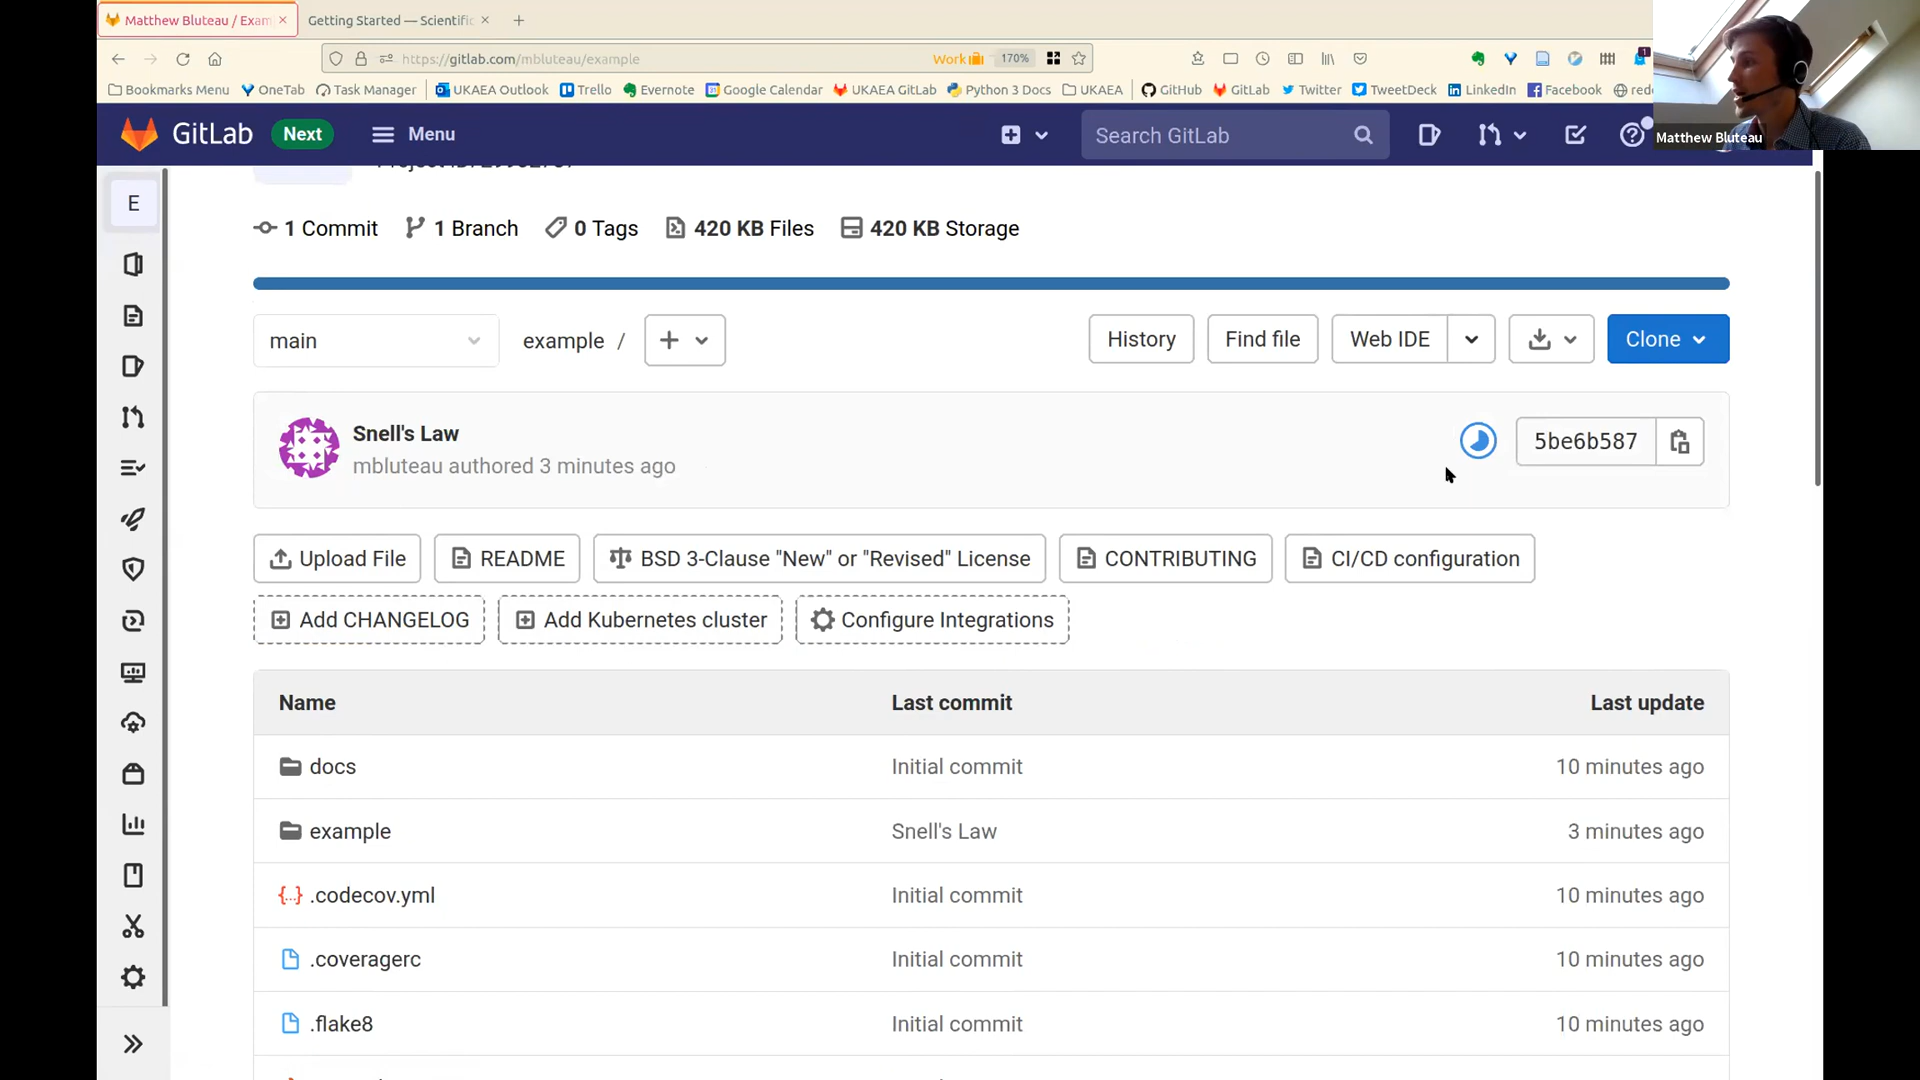 Matthew Bluteau / Exam
Getting Started — Scientific
https://gitlab.com/mbluteau/example
Work
170%
1
Bookmarks Menu
OneTab
Task Manager
UKAEA Outlook
Trello
Evernote
Google Calendar
UKAEA GitLab
Python 3 Docs
UKAEA
GitHub
GitLab
Twitter
TweetDeck
LinkedIn
Facebook
redd
Matthew Bluteau
GitLab
Next
Menu
Search GitLab
E
1 Commit
1 Branch
0 Tags
420 KB Files
420 KB Storage
main
example /
History
Find file
Web IDE
Clone
Snell's Law
mbluteau authored 3 minutes ago
5be6b587
Upload File
README
BSD 3-Clause "New" or "Revised" License
CONTRIBUTING
CI/CD configuration
Add CHANGELOG
Add Kubernetes cluster
Configure Integrations
Name
Last commit
Last update
docs
Initial commit
10 minutes ago
example
Snell's Law
3 minutes ago
.codecov.yml
Initial commit
10 minutes ago
.coveragerc
Initial commit
10 minutes ago
.flake8
Initial commit
10 minutes ago